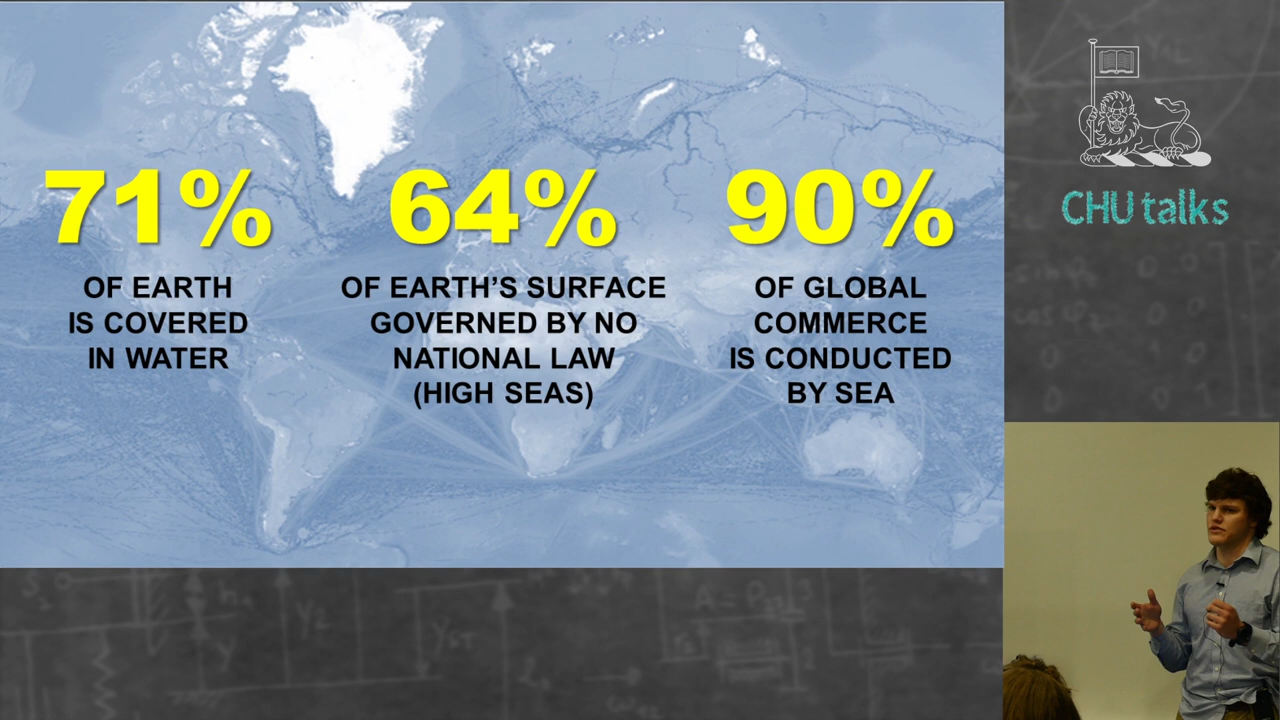 71%
OF EARTH
IS COVERED
IN WATER
64%
OF EARTH'S SURFACE
GOVERNED BY NO
NATIONAL LAW
(HIGH SEAS)
90%
OF GLOBAL
COMMERCE
IS CONDUCTED
BY SEA
CHU talks